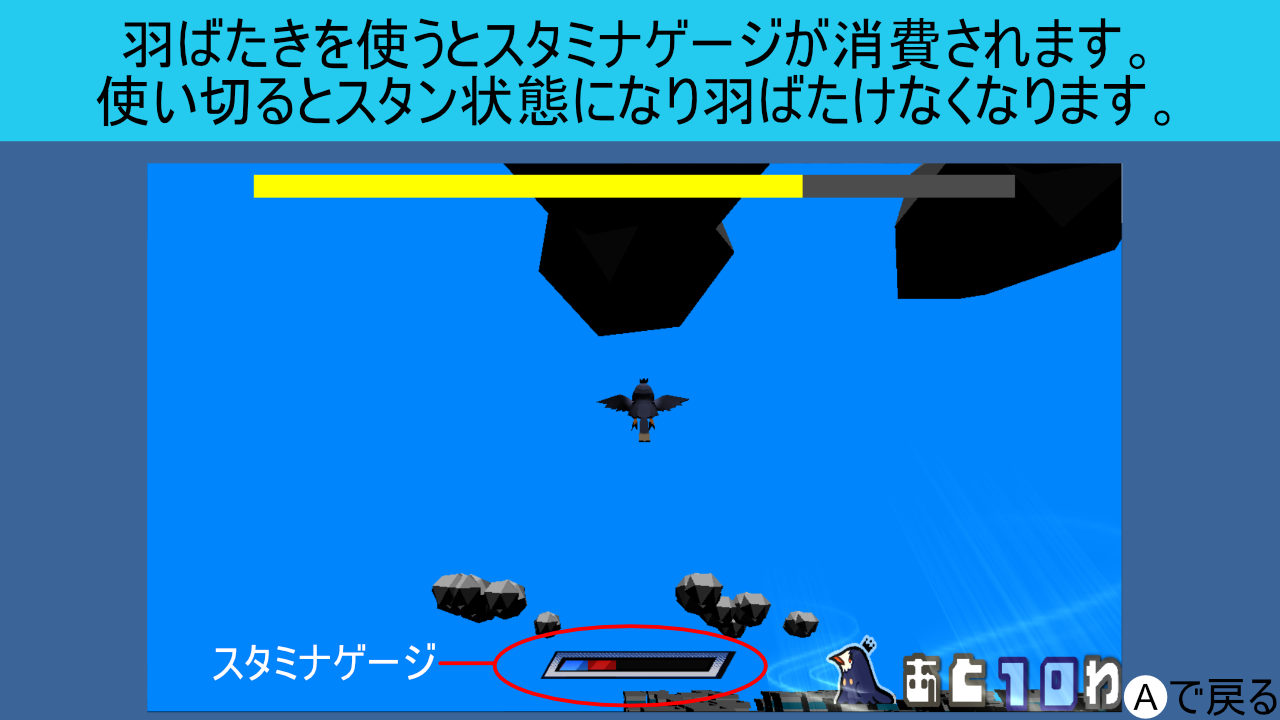 羽ばたきを使うとスタミナゲージが消費されます。
使い切るとスタン状態になり羽ばたけなくなります。
スタミナゲージ
あと10わ
Aで戻る